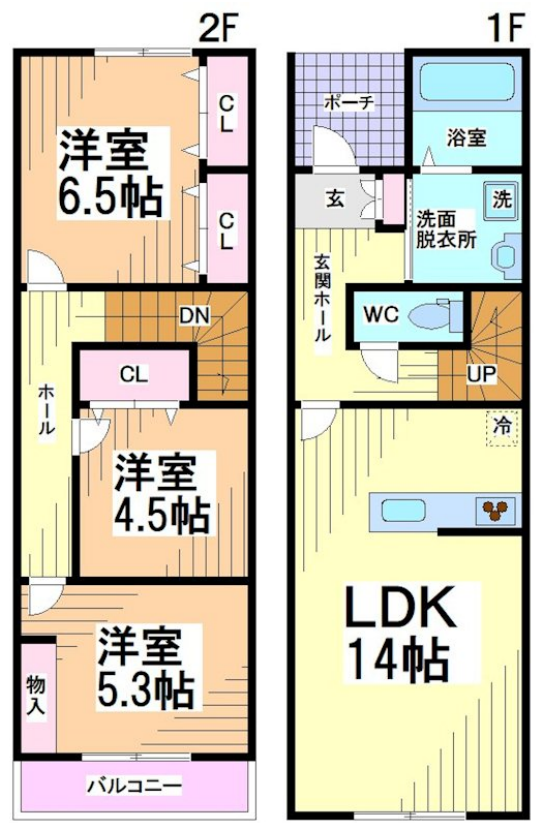 2F
1F
洋室
6.5帖
CL
CL
DN
CL
ホール
洋室
4.5帖
洋室
5.3帖
物入
バルコニー
ポーチ
浴室
玄
洗
洗面
脱衣所
玄関ホール
WC
UP
冷
LDK
14帖